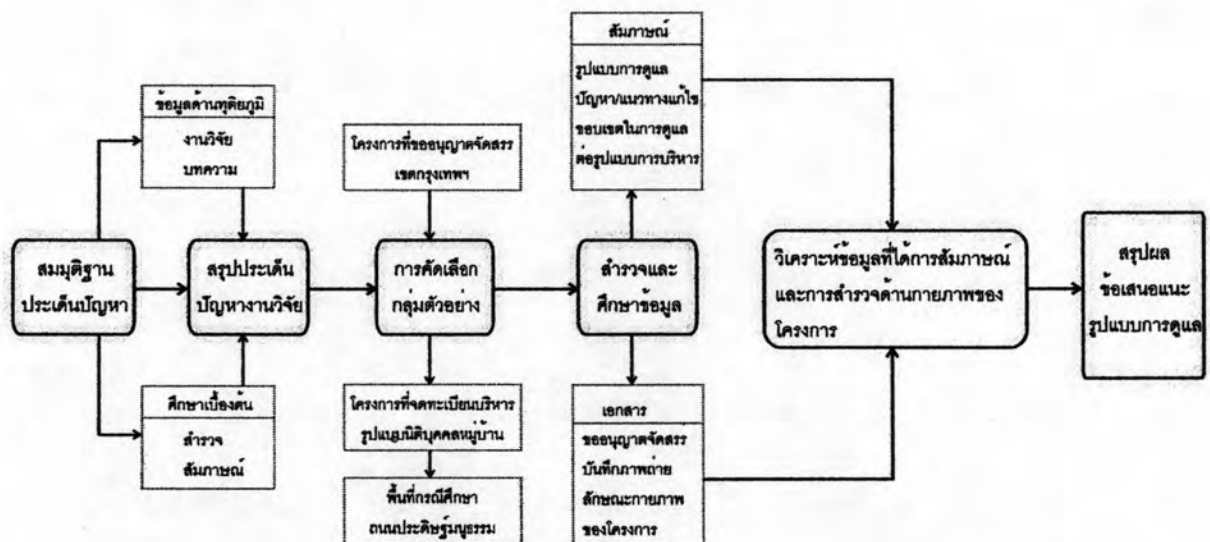 สมมุติฐาน
ประเด็นปัญหา
ข้อมูลด้านทุติยภูมิ
งานวิจัย
บทความ
สรุปประเด็น
ปัญหางานวิจัย
ศึกษาเบื้องต้น
สำรวจ
สัมภาษณ์
โครงการที่ขออนุญาตจัดสรร
เขตกรุงเทพฯ
การคัดเลือก
กลุ่มตัวอย่าง
โครงการที่จดทะเบียนบริหาร
รูปแบบนิติบุคคลหมู่บ้าน
พื้นที่กรณีศึกษา
ถนนประดิษฐ์มนูธรรม
สัมภาษณ์
รูปแบบการดูแล
ปัญหา/แนวทางแก้ไข
ขอบเขตในการดูแล
ต่อรูปแบบการบริหาร
สำรวจและ
ศึกษาข้อมูล
เอกสาร
ขออนุญาตจัดสรร
บันทึกภาพถ่าย
ลักษณะกายภาพ
ของโครงการ
วิเคราะห์ข้อมูลที่ได้การสัมภาษณ์
และการสำรวจด้านกายภาพของ
โครงการ
สรุปผล
ข้อเสนอแนะ
รูปแบบการดูแล